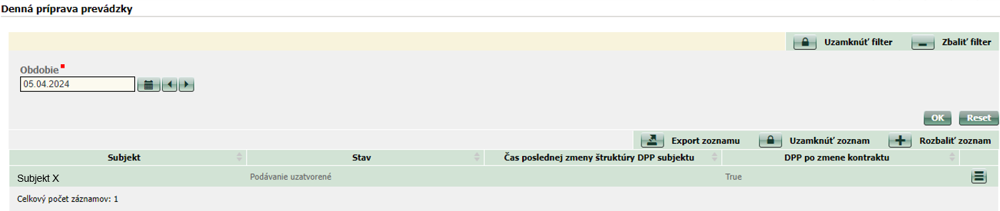 Denná príprava prevádzky
Uzamknúť filter Zbaliť filter
Obdobie
05.04.2024
OK Reset
Export zoznamu Uzamknúť zoznam Rozbaliť zoznam
Subjekt Stav Čas poslednej zmeny štruktúry DPP subjektu DPP po zmene kontraktu
Subjekt X Podávanie uzatvorené True
Celkový počet záznamov: 1